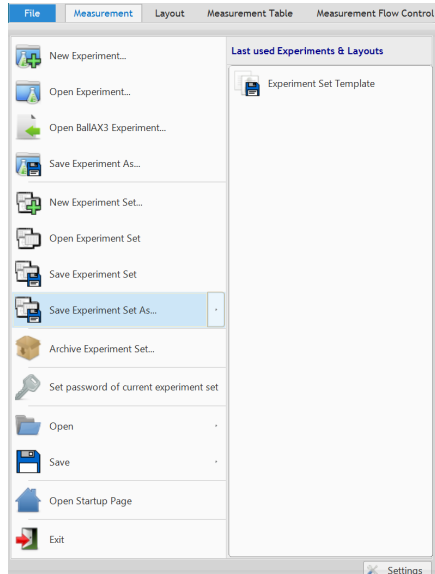 File Measurement Layout Measurement Table Measurement Flow Control
New Experiment...
Open Experiment...
Open BallAX3 Experiment...
Save Experiment As...
New Experiment Set...
Open Experiment Set
Save Experiment Set
Save Experiment Set As...
Archive Experiment Set...
Set password of current experiment set
Open
Save
Open Startup Page
Exit
Last used Experiments & Layouts
Experiment Set Template
Settings